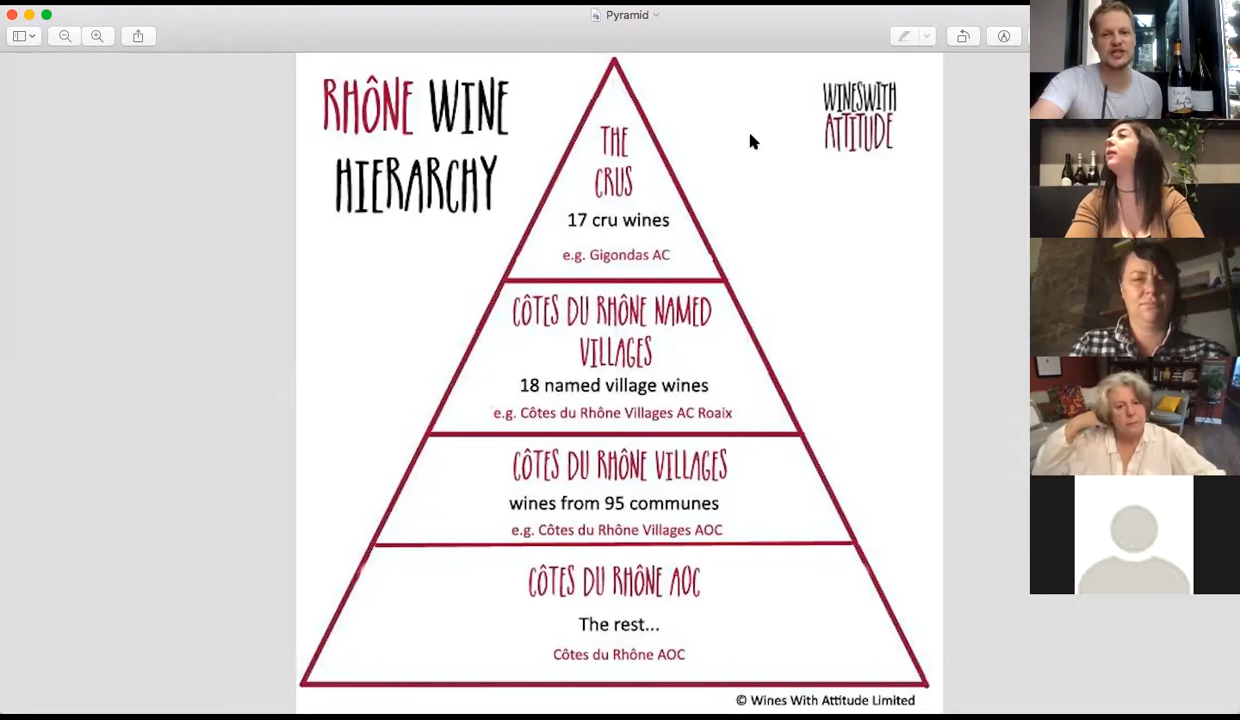 Pyramid
RHÔNE WINE
HIERARCHY
WINESWITH
ATTITUDE
THE
CRUS
17 cru wines
e.g. Gigondas AC
CÔTES DU RHÔNE NAMED
VILLAGES
18 named village wines
e.g. Côtes du Rhône Villages AC Roaix
CÔTES DU RHÔNE VILLAGES
wines from 95 communes
e.g. Côtes du Rhône Villages AOC
CÔTES DU RHÔNE AOC
The rest...
Côtes du Rhône AOC
© Wines With Attitude Limited